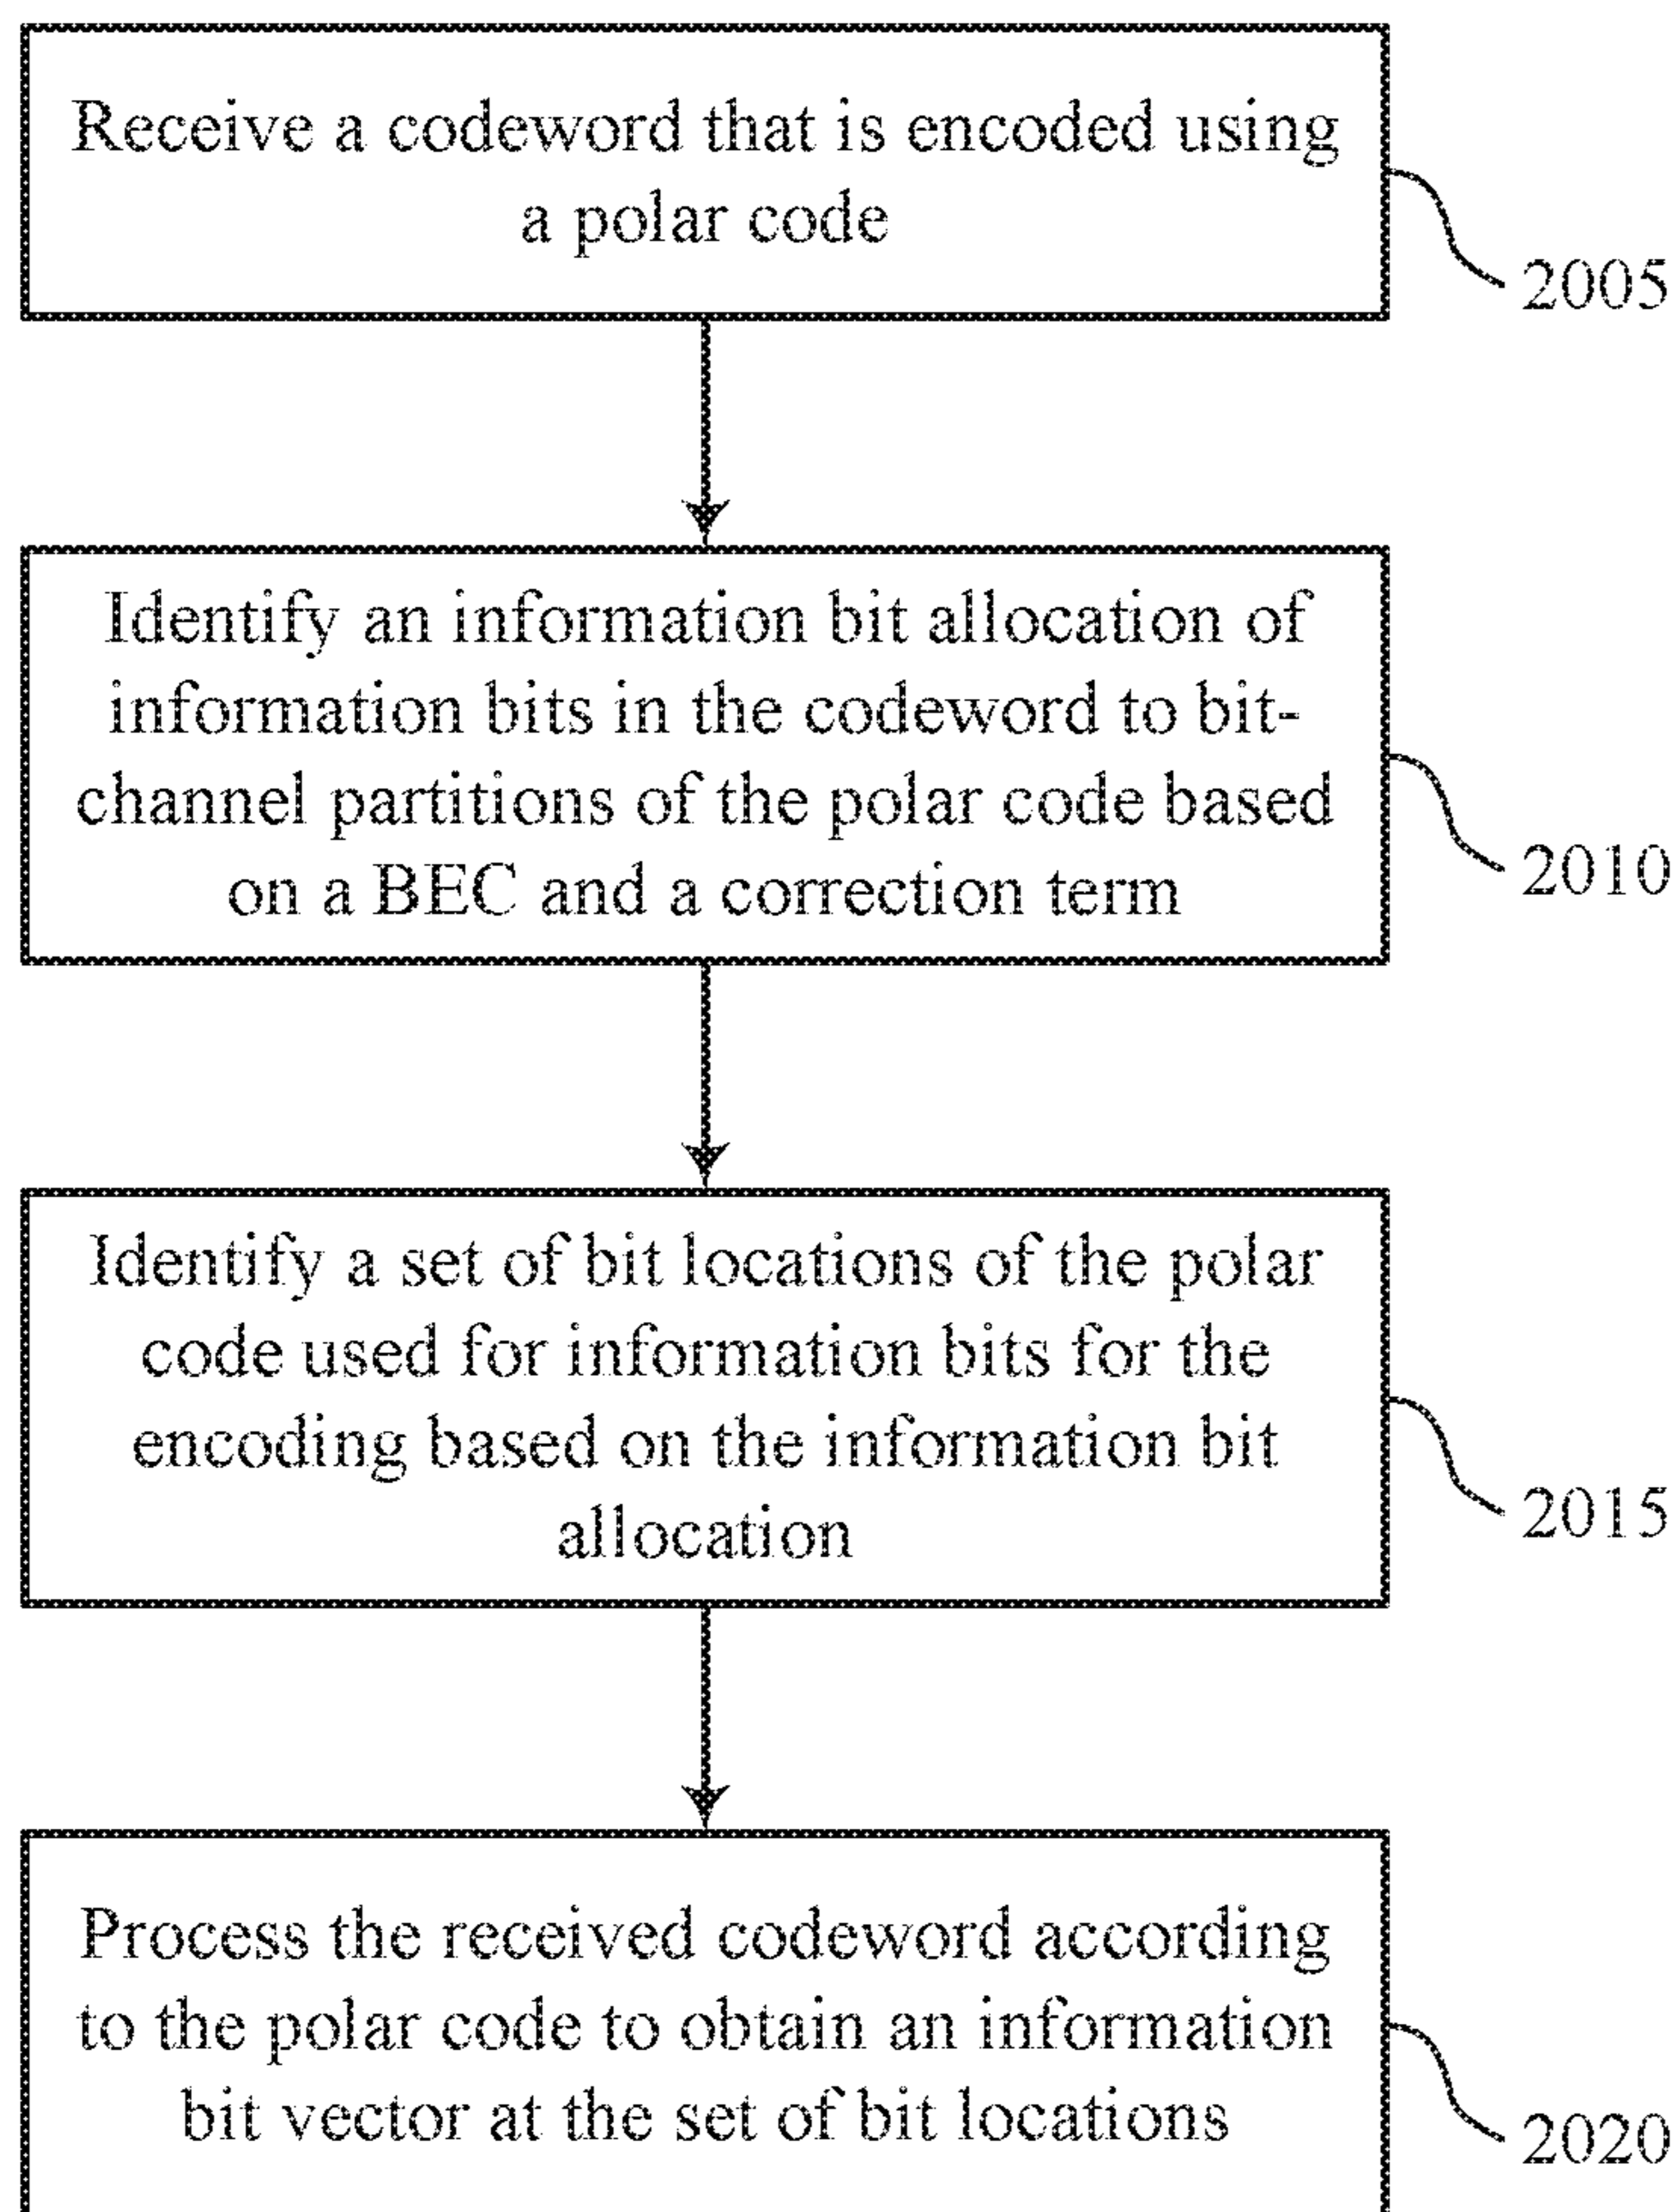 Receive a codeword that is encoded using
a polar code
2005
Identify an information bit allocation of
information bits in the codeword to bit-
channel partitions of the polar code based
on a BEC and a correction term
2010
Identify a set of bit locations of the polar
code used for information bits for the
encoding based on the information bit
allocation
2015
Process the received codeword according
to the polar code to obtain an information
bit vector at the set of bit locations
2020